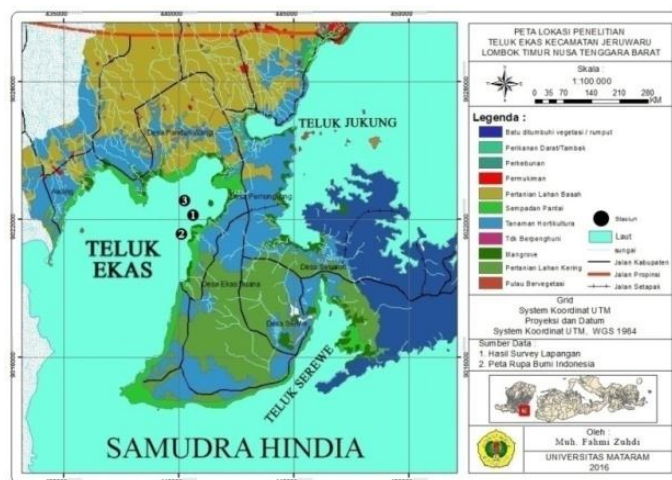 PETA LOKASI PENELITIAN
TELUK EKAS KECAMATAN JERUWARU
LOMBOK TIMUR NUSA TENGGARA BARAT
Skala :
1:100.000
0 35 70 140 210 280
KM
Legenda :
Batu ditumbuhi vegetasi / rumput
Perikanan Darat/Tambak
Perkebunan
Permukiman
Pertanian Lahan Basah
Sempadan Pantai
Tanaman Hortikultura
Tdk Berpenghuni
Mangrove
Pertanian Lahan Kering
Pulau Bervegetasi
Stasiun
Laut
sungai
Jalan Kabupaten
Jalan Propinsi
Jalan Setapak
Grid
System Koordinat UTM
Proyeksi dan Datum
System Koordinat UTM, WGS 1984
Sumber Data :
1. Hasil Survey Lapangan
2. Peta Rupa Bumi Indonesia
Oleh :
Muh. Fahmi Zuhdi
UNIVERSITAS MATARAM
2016
TELUK JUKUNG
3
1
2
TELUK
EKAS
Desa Ekas Buana
TELUK SEREWE
SAMUDRA HINDIA